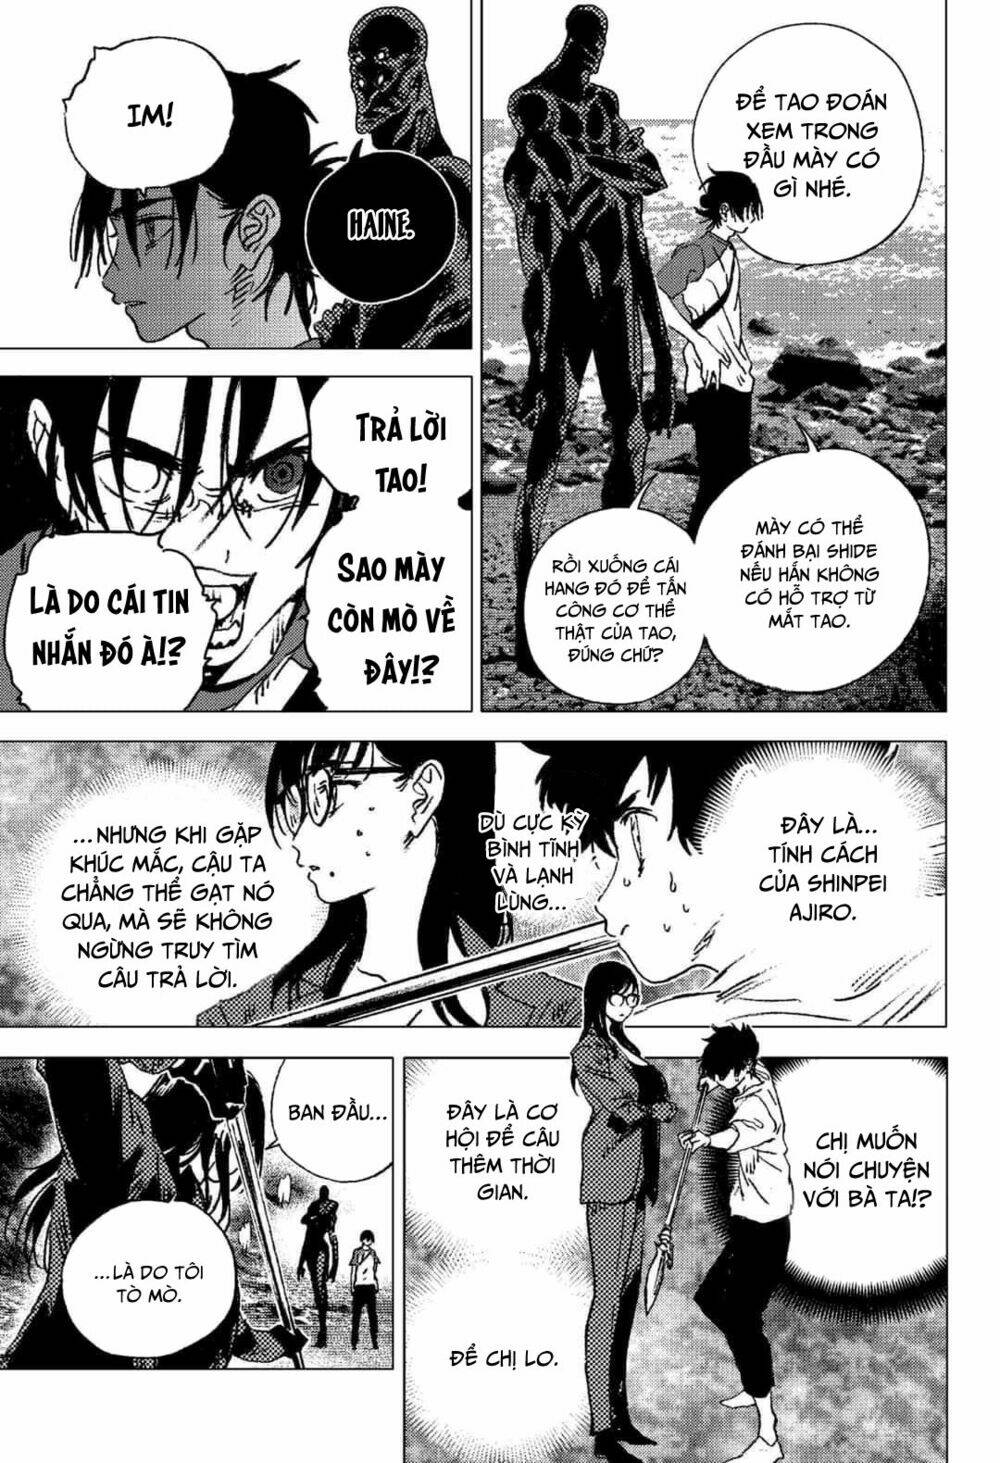 ĐỂ TAO ĐOÁN
XEM TRONG
ĐẦU MÀY CÓ
GÌ NHÉ.
MÀY CÓ THỂ
ĐÁNH BẠI SHIDE
NẾU HẮN KHÔNG
CÓ HỖ TRỢ TỪ
MẮT TAO.
RỒI XUỐNG CÁI
HANG ĐÓ ĐỂ TẤN
CÔNG CƠ THỂ
THẬT CỦA TAO,
ĐÚNG CHỨ?
HAINE.
IM!
TRẢ LỜI
TAO!
SAO MÀY
CÒN MÒ VỀ
ĐÂY!?
LÀ DO CÁI TIN
NHẮN ĐÓ À!?
ĐÂY LÀ...
TÍNH CÁCH
CỦA SHINPEI
AJIRO.
DÙ CỰC KỲ
BÌNH TĨNH
VÀ LẠNH
LÙNG...
...NHƯNG KHI GẶP
KHÚC MẮC, CẬU TA
CHẲNG THỂ GẠT NÓ
QUA, MÀ SẼ KHÔNG
NGỪNG TRUY TÌM
CÂU TRẢ LỜI.
CHỊ MUỐN
NÓI CHUYỆN
VỚI BÀ TA!?
ĐÂY LÀ CƠ
HỘI ĐỂ CÂU
THÊM THỜI
GIAN.
ĐỂ CHỊ LO.
BAN ĐẦU...
...LÀ DO TÔI
TÒ MÒ.